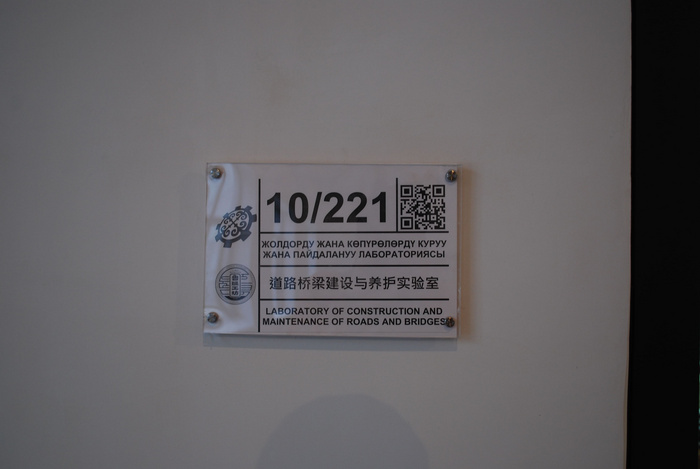 10/221
ЖОЛДОРДУ ЖАНА КӨПҮРӨЛӨРДҮ КУРУУ
ЖАНА ПАЙДАЛАНУУ ЛАБОРАТОРИЯСЫ
道路桥梁建设与养护实验室
LABORATORY OF CONSTRUCTION AND
MAINTENANCE OF ROADS AND BRIDGES